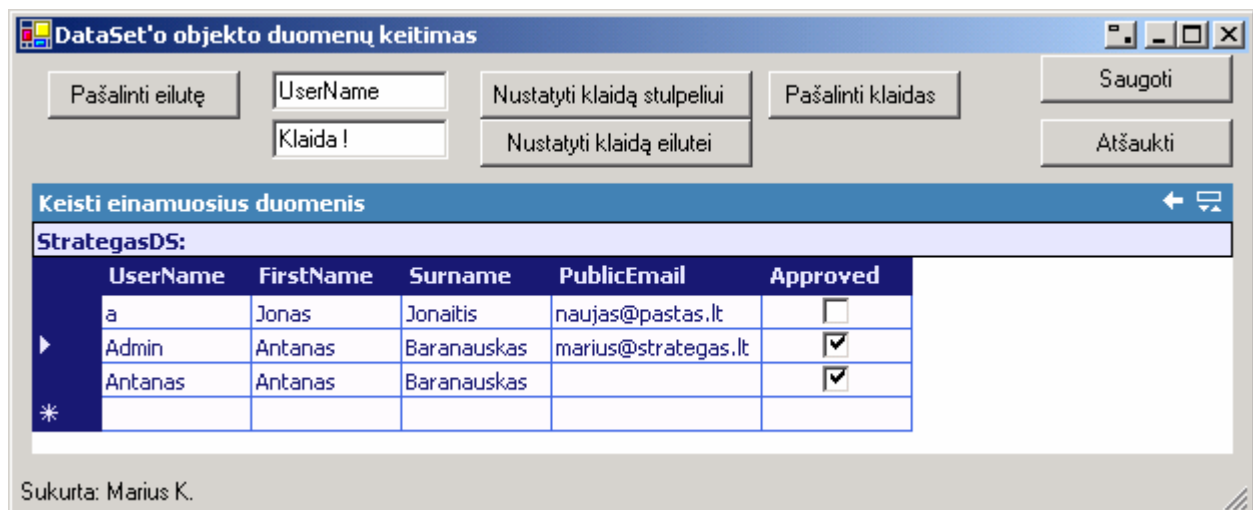 DataSet'o objekto duomenų keitimas
Pašalinti eilutę UserName Nustatyti klaidą stulpeliui Pašalinti klaidas Saugoti
Klaida ! Nustatyti klaidą eilutei Atšaukti
Keisti einamuosius duomenis
StrategasDS:
UserName FirstName Surname PublicEmail Approved
a Jonas Jonaitis naujas@pastas.lt
Admin Antanas Baranauskas marius@strategas.lt
Antanas Antanas Baranauskas
Sukurta: Marius K.